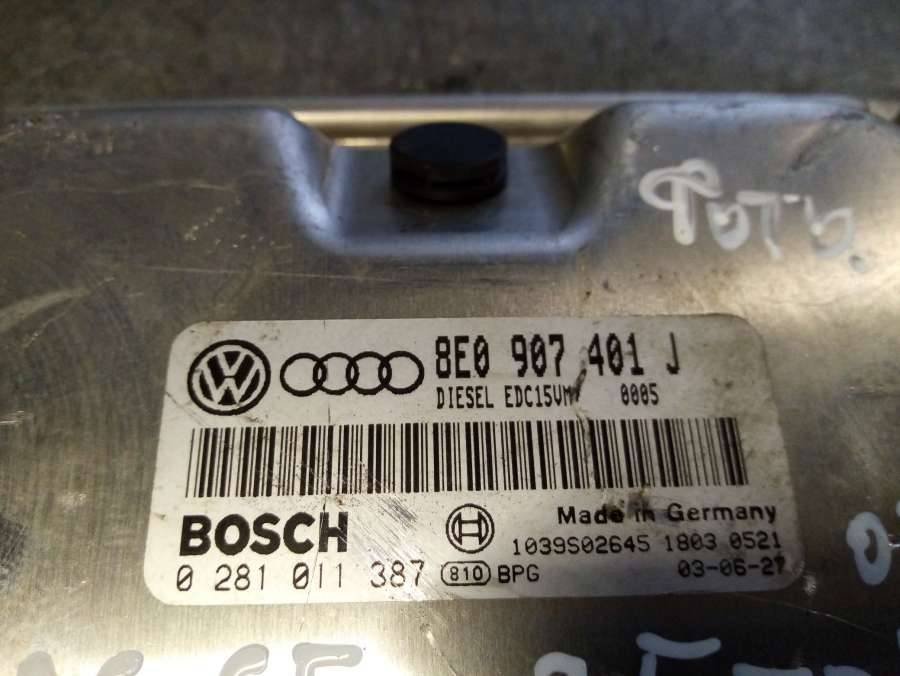 8E0 907 401 J
DIESEL EDC15VM 0005
BOSCH
Made in Germany
1039S02645 1803 0521
0 281 011 387 810 BPG 03-06-27